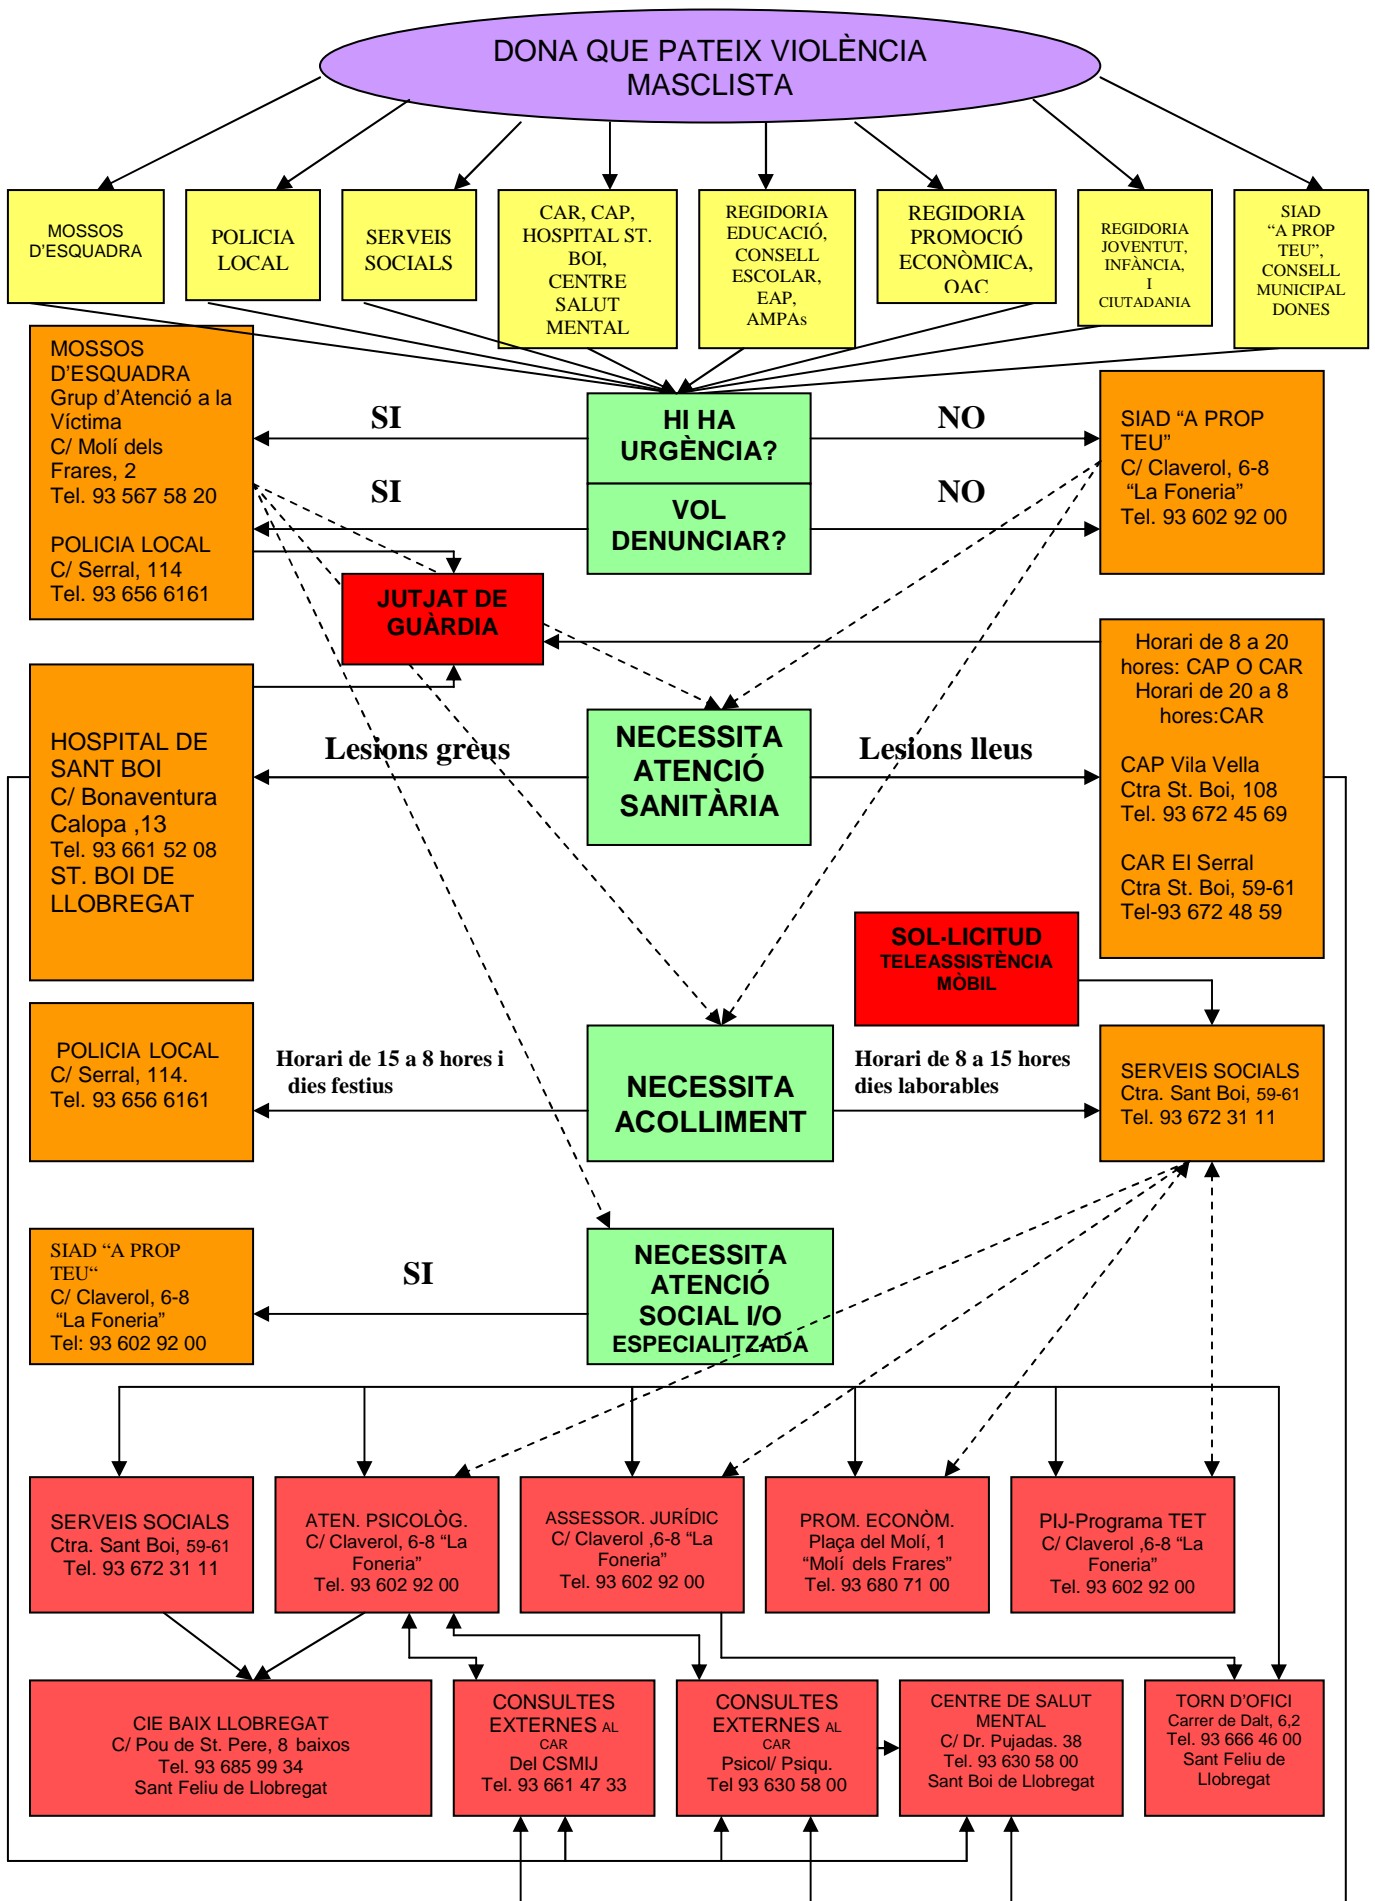 DONA QUE PATEIX VIOLÈNCIA
MASCLISTA
MOSSOS
D'ESQUADRA
POLICIA
LOCAL
SERVEIS
SOCIALS
CAR, CAP,
HOSPITAL ST.
BOI,
CENTRE
SALUT
MENTAL
REGIDORIA
EDUCACIÓ,
CONSELL
ESCOLAR,
EAP,
AMPAs
REGIDORIA
PROMOCIÓ
ECONÒMICA,
OAC
REGIDORIA
JOVENTUT,
INFÀNCIA,
I
CIUTADANIA
SIAD
“A PROP
TEU”,
CONSELL
MUNICIPAL
DONES
MOSSOS
D'ESQUADRA
Grup d'Atenció a la
Víctima
C/ Molí dels
Frares, 2
Tel. 93 567 58 20
POLICIA LOCAL
C/ Serral, 114
Tel. 93 656 6161
SI
HI HA
URGÈNCIA?
NO
SI
VOL
DENUNCIAR?
NO
SIAD “A PROP
TEU”
C/ Claverol, 6-8
“La Foneria”
Tel. 93 602 92 00
JUTJAT DE
GUÀRDIA
HOSPITAL DE
SANT BOI
C/ Bonaventura
Calopa ,13
Tel. 93 661 52 08
ST. BOI DE
LLOBREGAT
Lesions greus
NECESSITA
ATENCIÓ
SANITÀRIA
Lesions lleus
Horari de 8 a 20
hores: CAP O CAR
Horari de 20 a 8
hores:CAR
CAP Vila Vella
Ctra St. Boi, 108
Tel. 93 672 45 69
CAR El Serral
Ctra St. Boi, 59-61
Tel-93 672 48 59
SOL·LICITUD
TELEASSISTÈNCIA
MÒBIL
POLICIA LOCAL
C/ Serral, 114.
Tel. 93 656 6161
Horari de 15 a 8 hores i
dies festius
NECESSITA
ACOLLIMENT
Horari de 8 a 15 hores
dies laborables
SERVEIS SOCIALS
Ctra. Sant Boi, 59-61
Tel. 93 672 31 11
SIAD “A PROP
TEU“
C/ Claverol, 6-8
“La Foneria”
Tel: 93 602 92 00
SI
NECESSITA
ATENCIÓ
SOCIAL I/O
ESPECIALITZADA
SERVEIS SOCIALS
Ctra. Sant Boi, 59-61
Tel. 93 672 31 11
ATEN. PSICOLÒG.
C/ Claverol, 6-8 “La
Foneria”
Tel. 93 602 92 00
ASSESSOR. JURÍDIC
C/ Claverol ,6-8 “La
Foneria”
Tel. 93 602 92 00
PROM. ECONÒM.
Plaça del Molí, 1
“Molí dels Frares”
Tel. 93 680 71 00
PIJ-Programa TET
C/ Claverol ,6-8 “La
Foneria”
Tel. 93 602 92 00
CIE BAIX LLOBREGAT
C/ Pou de St. Pere, 8 baixos
Tel. 93 685 99 34
Sant Feliu de Llobregat
CONSULTES
EXTERNES AL
CAR
Del CSMIJ
Tel. 93 661 47 33
CONSULTES
EXTERNES AL
CAR
Psicol/ Psiqu.
Tel 93 630 58 00
CENTRE DE SALUT
MENTAL
C/ Dr. Pujadas. 38
Tel. 93 630 58 00
Sant Boi de Llobregat
TORN D'OFICI
Carrer de Dalt, 6,2
Tel. 93 666 46 00
Sant Feliu de
Llobregat